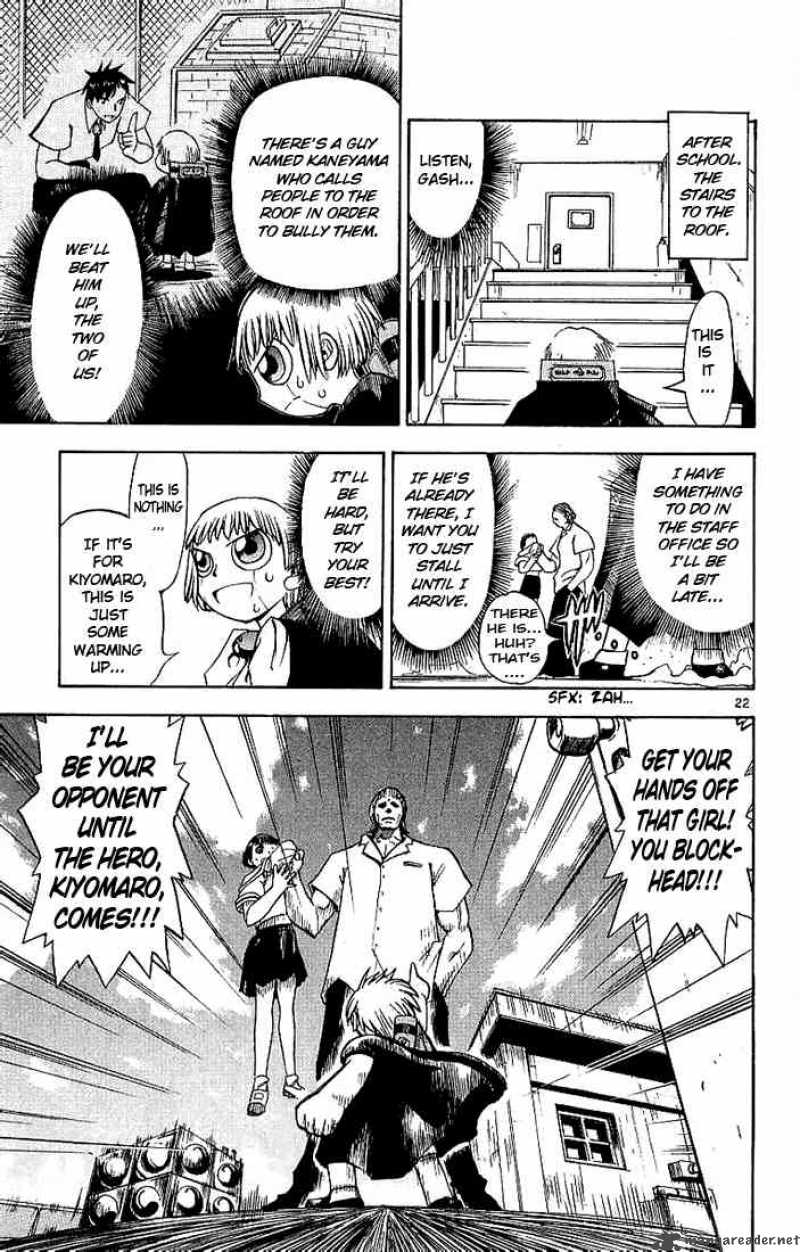 AFTER
SCHOOL.
THE
STAIRS
TO THE
ROOF.
LISTEN,
GASH...
THIS
IS IT
...
THERE'S A GUY
NAMED KANEYAMA
WHO CALLS
PEOPLE TO THE
ROOF IN ORDER
TO BULLY THEM.
WE'LL
BEAT
HIM
UP,
THE
TWO
OF
US!
I HAVE
SOMETHING
TO DO
IN THE STAFF
OFFICE SO
I'LL BE
A BIT
LATE...
IF HE'S
ALREADY
THERE, I
WANT YOU
TO JUST
STALL
UNTIL I
ARRIVE.
THERE
HE IS...
HUH?
THAT'S
....
SFX: ZAH...
IT'LL
BE
HARD,
BUT
TRY
YOUR
BEST!
THIS IS
NOTHING
...
IF IT'S
FOR
KIYOMARO,
THIS IS
JUST
SOME
WARMING
UP...
22
GET YOUR
HANDS OFF
THAT GIRL!
YOU BLOCK-
HEAD!!!
I'LL
BE YOUR
OPPONENT
UNTIL
THE HERO,
KIYOMARO,
COMES!!!
mangareader.net